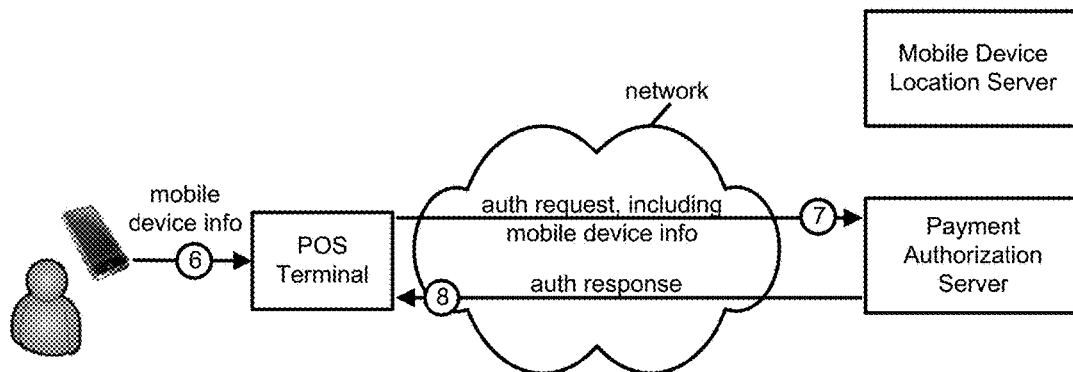 Mobile Device
Location Server
network
mobile
device info
6
POS
Terminal
auth request, including
mobile device info
7
Payment
Authorization
Server
auth response
8